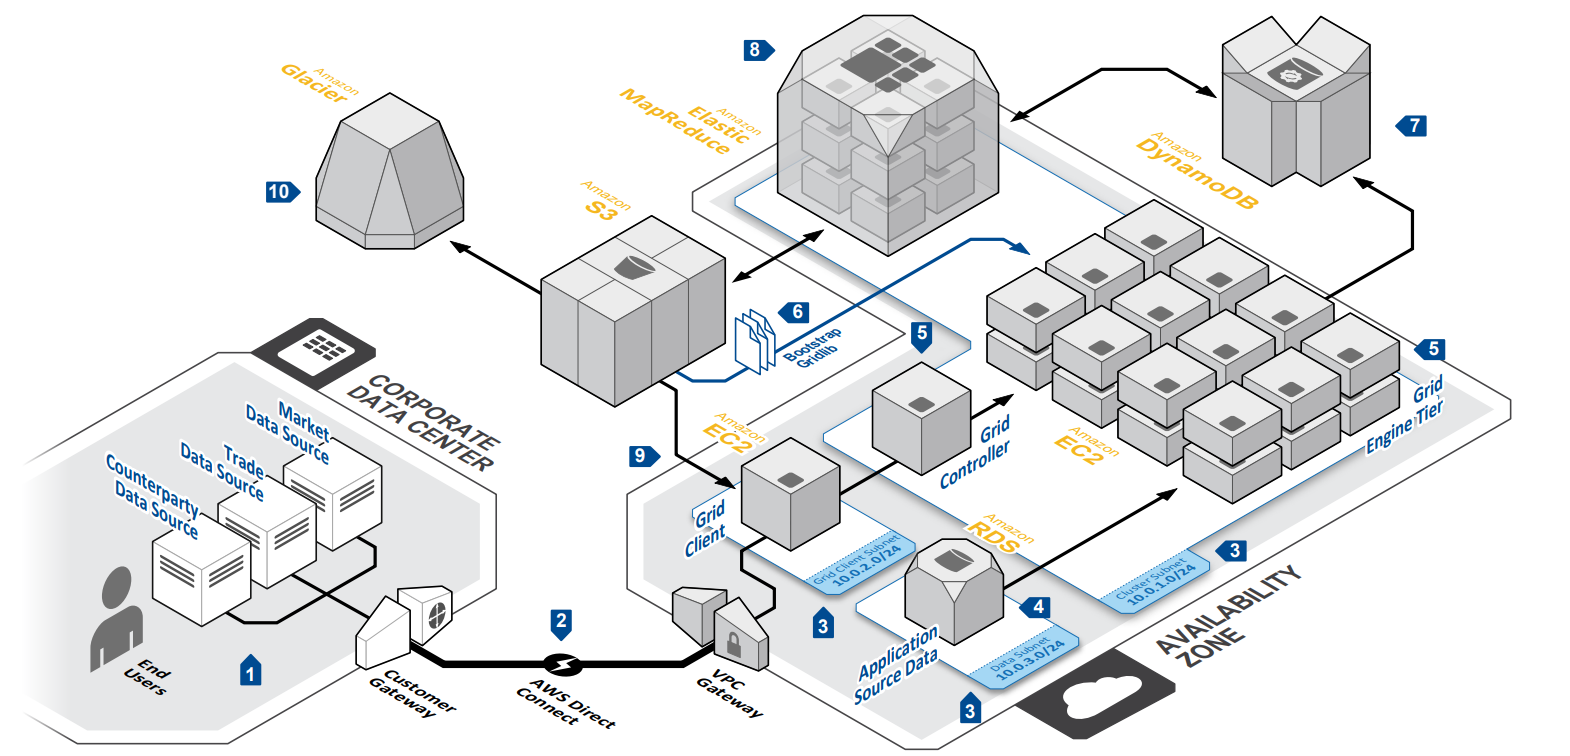 8
Amazon
Glacier
Amazon
Elastic
MapReduce
7
Amazon
DynamoDB
10
Amazon
S3
6
Bootstrap
Gridlib
5
5
Grid
Engine Tier
CORPORATE
DATA CENTER
Market
Data Source
Trade
Data Source
Counterparty
Data Source
9
Amazon
EC2
Grid
Controller
Amazon
EC2
Grid
Client
Amazon
RDS
Grid Client Subnet
10.0.2.0/24
Cluster Subnet
10.0.1.0/24
3
3
4
Application
Source Data
Data Subnet
10.0.3.0/24
3
AVAILABILITY
ZONE
End
Users
1
2
Customer
Gateway
AWS Direct
Connect
VPC
Gateway